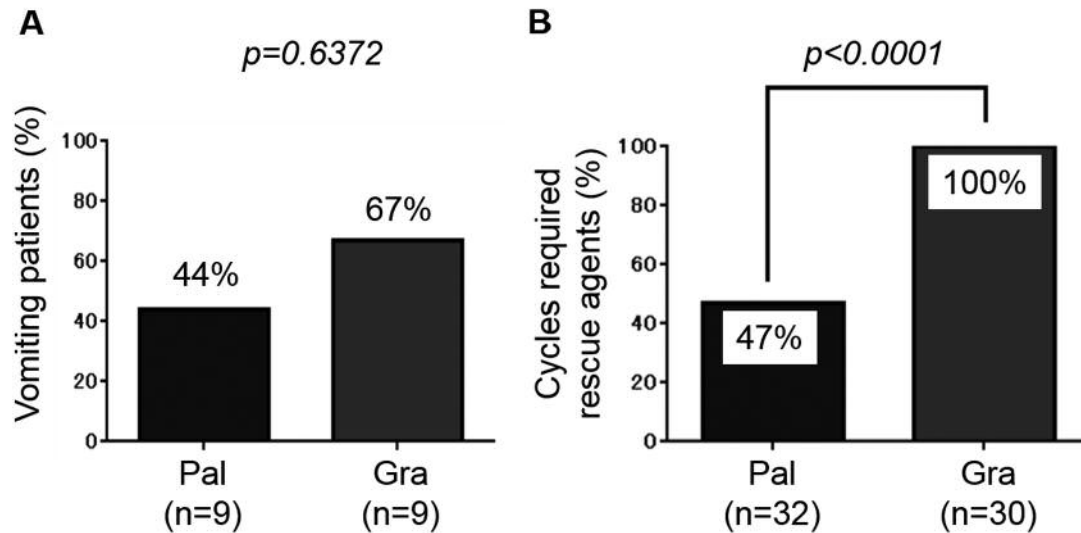 A
p=0.6372
Vomiting patients (%)
100
80
60
40
20
0
44%
67%
Pal
(n=9)
Gra
(n=9)
B
p<0.0001
Cycles required
rescue agents (%)
100
80
60
40
20
0
47%
100%
Pal
(n=32)
Gra
(n=30)